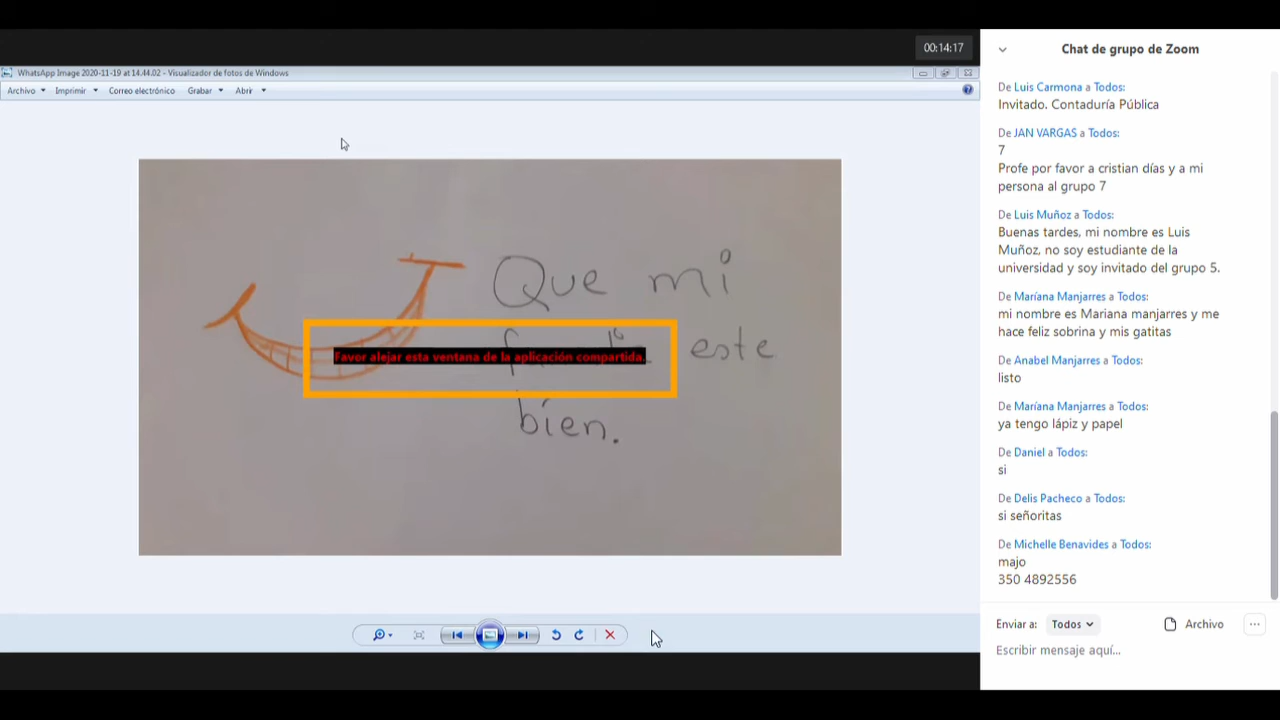 00:14:17
WhatsApp Image 2020-11-19 at 14.44.02 - Visualizador de fotos de Windows
Archivo Imprimir Correo electrónico Grabar Abrir
Que mi
este
Favor alejar esta ventana de la aplicación compartida.
bien.
Chat de grupo de Zoom
De Luis Carmona a Todos:
Invitado. Contaduría Pública
De JAN VARGAS a Todos:
7
Profe por favor a cristian días y a mi
persona al grupo 7
De Luis Muñoz a Todos:
Buenas tardes, mi nombre es Luis
Muñoz, no soy estudiante de la
universidad y soy invitado del grupo 5.
De Maríana Manjarres a Todos:
mi nombre es Mariana manjarres y me
hace feliz sobrina y mis gatitas
De Anabel Manjarres a Todos:
listo
De Maríana Manjarres a Todos:
ya tengo lápiz y papel
De Daniel a Todos:
si
De Delis Pacheco a Todos:
si señoritas
De Michelle Benavides a Todos:
majo
350 4892556
Enviar a: Todos Archivo ...
Escribir mensaje aquí...